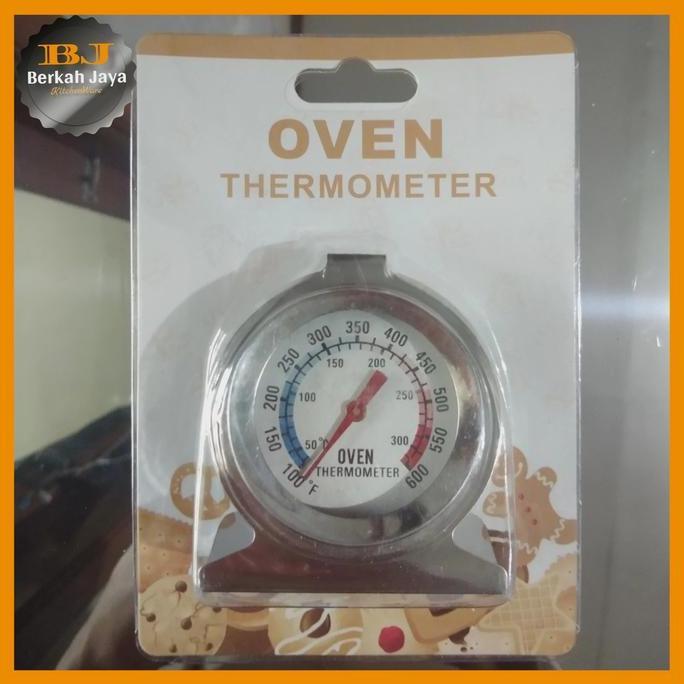 BJ
Berkah Jaya
KitchenWare
OVEN
THERMOMETER
100°F 150 200 250 300 350 400 450 500 550 600
50°C 100 150 200 250 300
OVEN
THERMOMETER